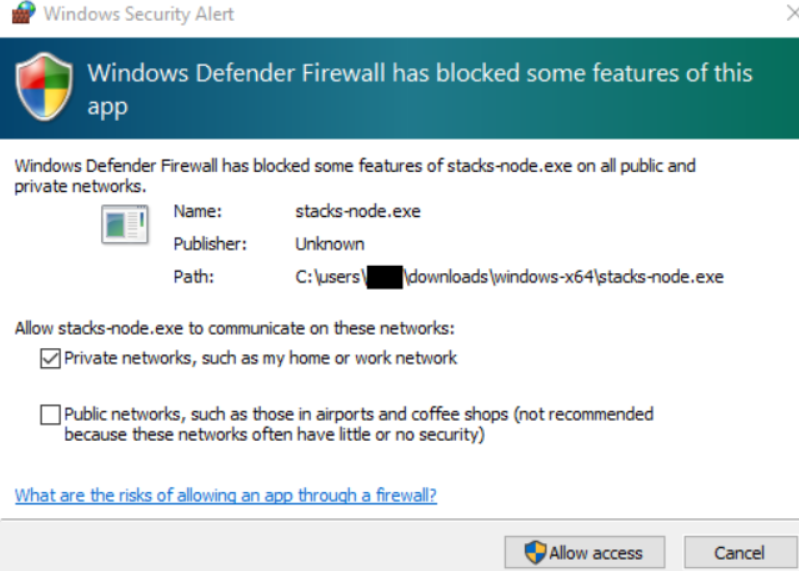 Windows Security Alert
Windows Defender Firewall has blocked some features of this
app
Windows Defender Firewall has blocked some features of stacks-node.exe on all public and
private networks.
Name: stacks-node.exe
Publisher: Unknown
Path: C:\users\ \downloads\windows-x64\stacks-node.exe
Allow stacks-node.exe to communicate on these networks:
Private networks, such as my home or work network
Public networks, such as those in airports and coffee shops (not recommended
because these networks often have little or no security)
What are the risks of allowing an app through a firewall?
Allow access Cancel